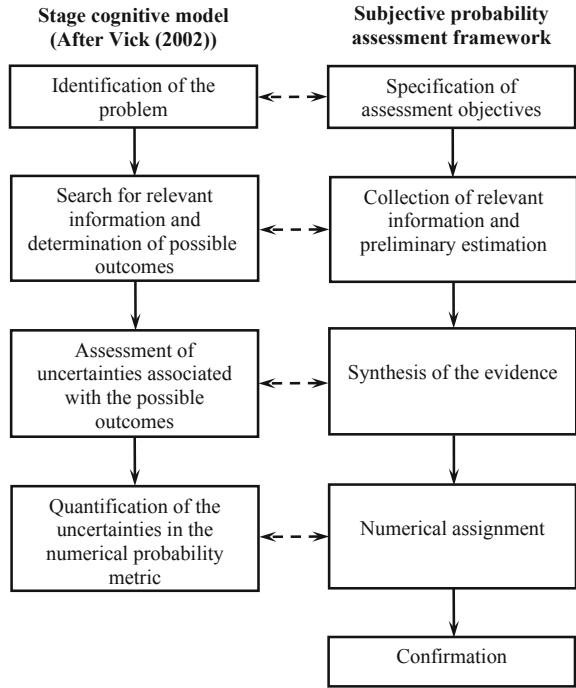 Stage cognitive model
(After Vick (2002))
Identification of the
problem
Search for relevant
information and
determination of possible
outcomes
Assessment of
uncertainties associated
with the possible
outcomes
Quantification of the
uncertainties in the
numerical probability
metric
Subjective probability
assessment framework
Specification of
assessment objectives
Collection of relevant
information and
preliminary estimation
Synthesis of the evidence
Numerical assignment
Confirmation